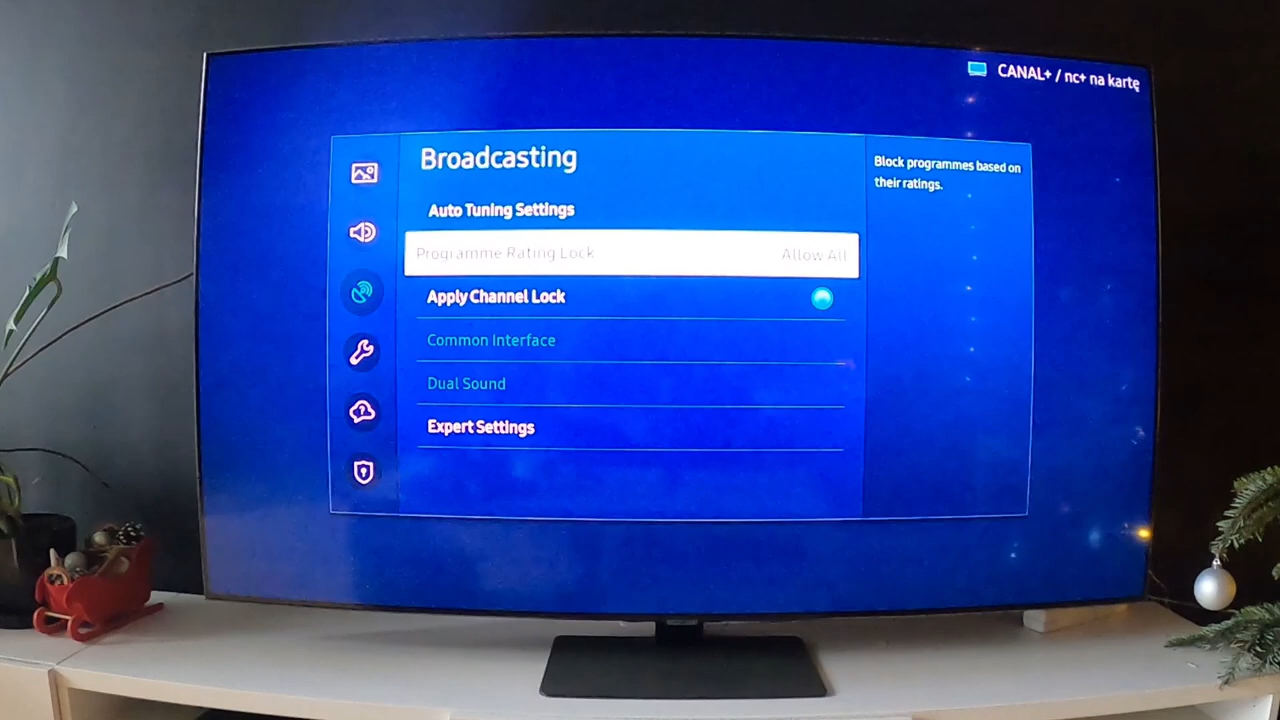 CANAL+ / nc+ na kartę
Broadcasting
Auto Tuning Settings
Programme Rating Lock Allow All
Apply Channel Lock
Common Interface
Dual Sound
Expert Settings
Block programmes based on
their ratings.